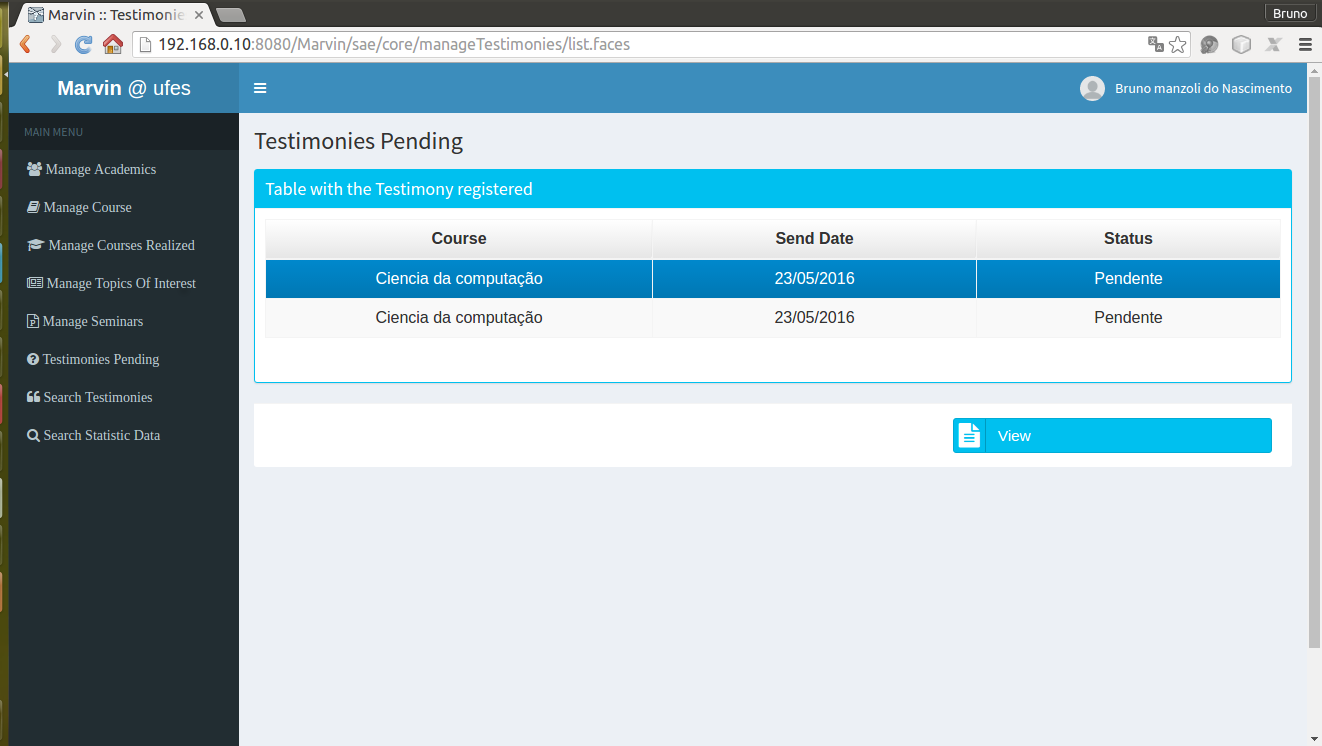 Marvin :: Testimonie
Bruno
192.168.0.10:8080/Marvin/sae/core/manageTestimonies/list.faces
Marvin @ ufes
Bruno manzoli do Nascimento
MAIN MENU
Manage Academics
Manage Course
Manage Courses Realized
Manage Topics Of Interest
Manage Seminars
Testimonies Pending
Search Testimonies
Search Statistic Data
Testimonies Pending
Table with the Testimony registered
Course Send Date Status
Ciencia da computação 23/05/2016 Pendente
Ciencia da computação 23/05/2016 Pendente
View